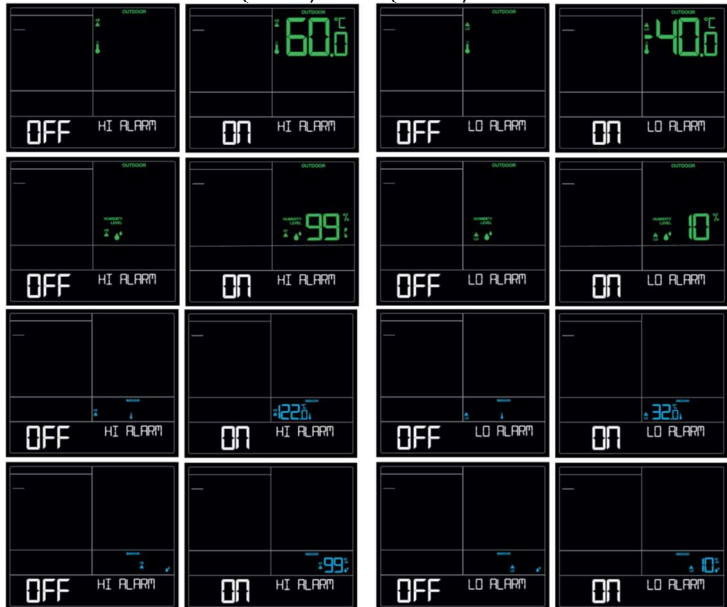 OUTDOOR
OFF HI ALARM
OUTDOOR
60.0 °C
ON HI ALARM
OUTDOOR
OFF LO ALARM
OUTDOOR
-40.0 °C
ON LO ALARM
OUTDOOR
HUMIDITY
LEVEL
OFF HI ALARM
OUTDOOR
HUMIDITY
LEVEL
99 %
ON HI ALARM
OUTDOOR
HUMIDITY
LEVEL
OFF LO ALARM
OUTDOOR
HUMIDITY
LEVEL
10 %
ON LO ALARM
INDOOR
OFF HI ALARM
INDOOR
122.0
ON HI ALARM
INDOOR
OFF LO ALARM
INDOOR
32.0
ON LO ALARM
INDOOR
OFF HI ALARM
INDOOR
99 %
ON HI ALARM
INDOOR
OFF LO ALARM
INDOOR
10 %
ON LO ALARM